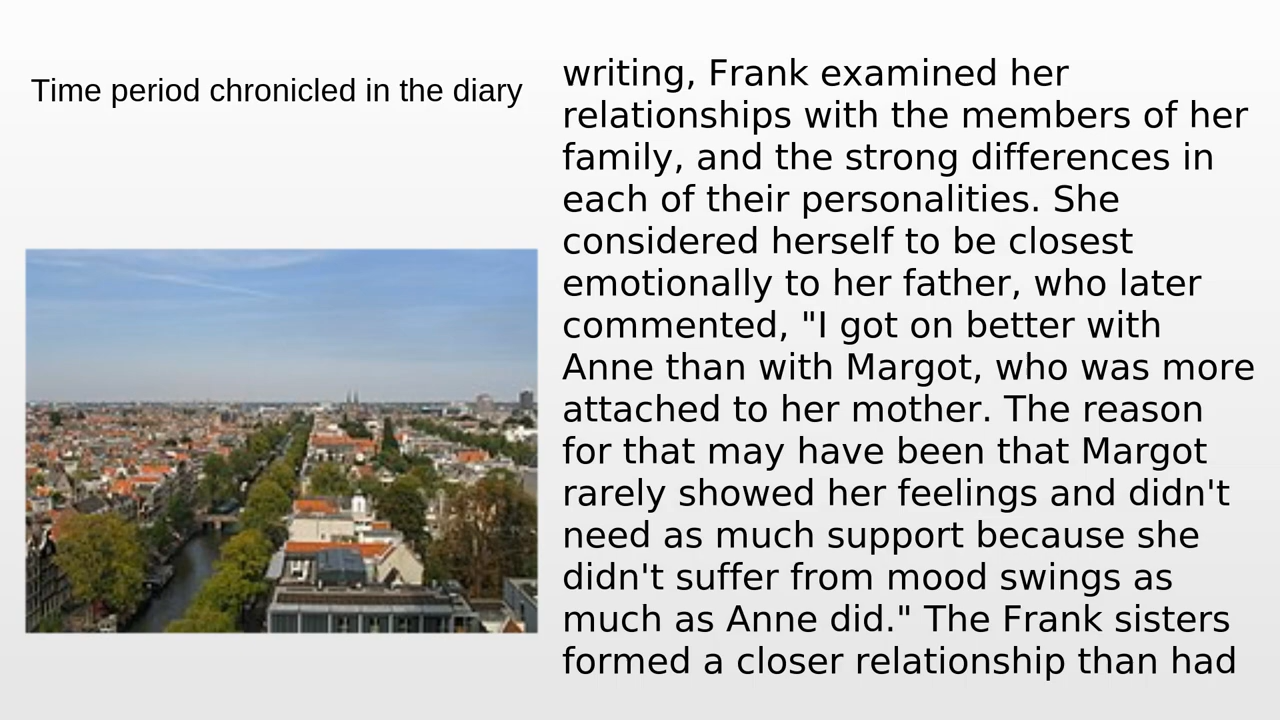 Time period chronicled in the diary
writing, Frank examined her
relationships with the members of her
family, and the strong differences in
each of their personalities. She
considered herself to be closest
emotionally to her father, who later
commented, "I got on better with
Anne than with Margot, who was more
attached to her mother. The reason
for that may have been that Margot
rarely showed her feelings and didn't
need as much support because she
didn't suffer from mood swings as
much as Anne did." The Frank sisters
formed a closer relationship than had